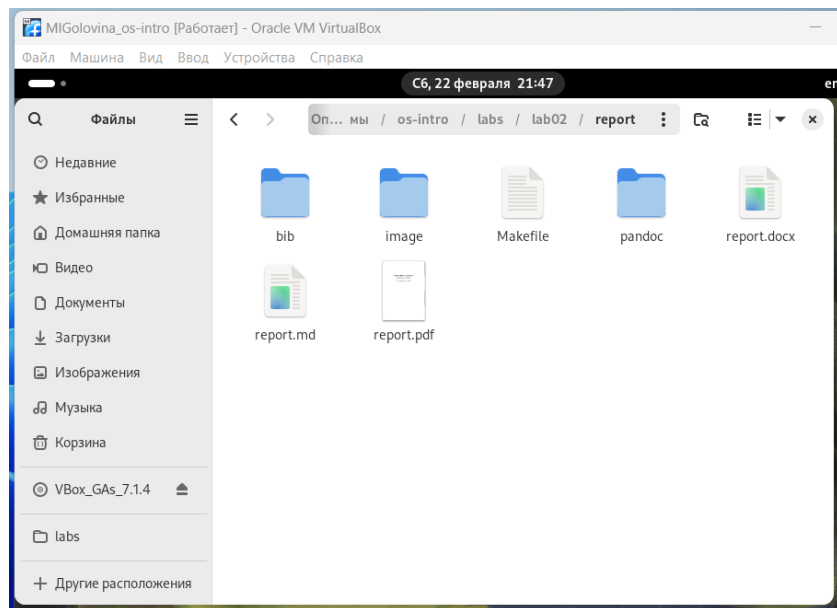 MIGolovina_os-intro [Работает] - Oracle VM VirtualBox
Файл Машина Вид Ввод Устройства Справка
Сб, 22 февраля 21:47
en
Файлы
Оп... мы / os-intro / labs / lab02 / report
Недавние
Избранные
Домашняя папка
Видео
Документы
Загрузки
Изображения
Музыка
Корзина
VBox_GAs_7.1.4
labs
Другие расположения
bib image Makefile pandoc report.docx
report.md report.pdf